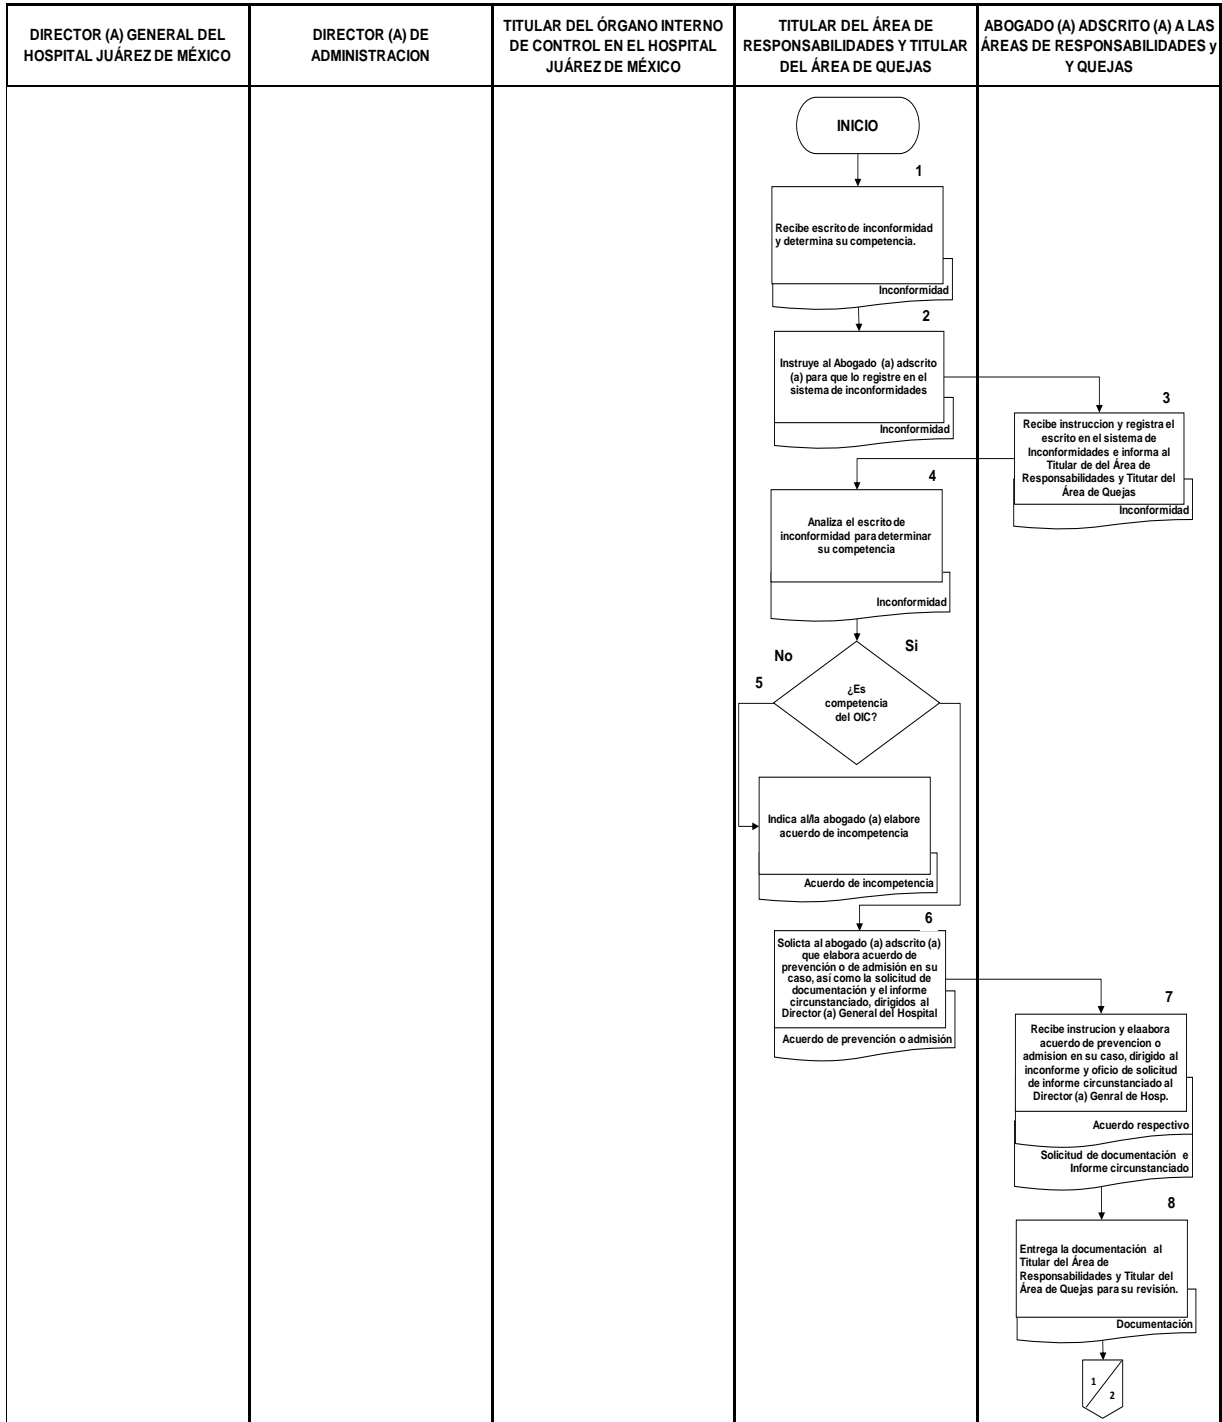 DIRECTOR (A) GENERAL DEL
HOSPITAL JUÁREZ DE MÉXICO
DIRECTOR (A) DE
ADMINISTRACION
TITULAR DEL ÓRGANO INTERNO
DE CONTROL EN EL HOSPITAL
JUÁREZ DE MÉXICO
TITULAR DEL ÁREA DE
RESPONSABILIDADES Y TITULAR
DEL ÁREA DE QUEJAS
ABOGADO (A) ADSCRITO (A) A LAS
ÁREAS DE RESPONSABILIDADES y
Y QUEJAS
INICIO
1
Recibe escrito de inconformidad
y determina su competencia.
Inconformidad
2
Instruye al Abogado (a) adscrito
(a) para que lo registre en el
sistema de inconformidades
Inconformidad
3
Recibe instruccion y registra el
escrito en el sistema de
Inconformidades e informa al
Titular de del Área de
Responsabilidades y Titutar del
Área de Quejas
Inconformidad
4
Analiza el escrito de
inconformidad para determinar
su competencia
Inconformidad
No
Si
5
¿Es
competencia
del OIC?
Indica al/la abogado (a) elabore
acuerdo de incompetencia
Acuerdo de incompetencia
6
Solicta al abogado (a) adscrito (a)
que elabora acuerdo de
prevención o de admisión en su
caso, así como la solicitud de
documentación y el informe
circunstanciado, dirigidos al
Director (a) General del Hospital
Acuerdo de prevención o admisión
7
Recibe instrucion y elaabora
acuerdo de prevencion o
admision en su caso, dirigido al
inconforme y oficio de solicitud
de informe circunstanciado al
Director (a) Genral de Hosp.
Acuerdo respectivo
Solicitud de documentación e
Informe circunstanciado
8
Entrega la documentación al
Titular del Área de
Responsabilidades y Titular del
Área de Quejas para su revisión.
Documentación
1
2